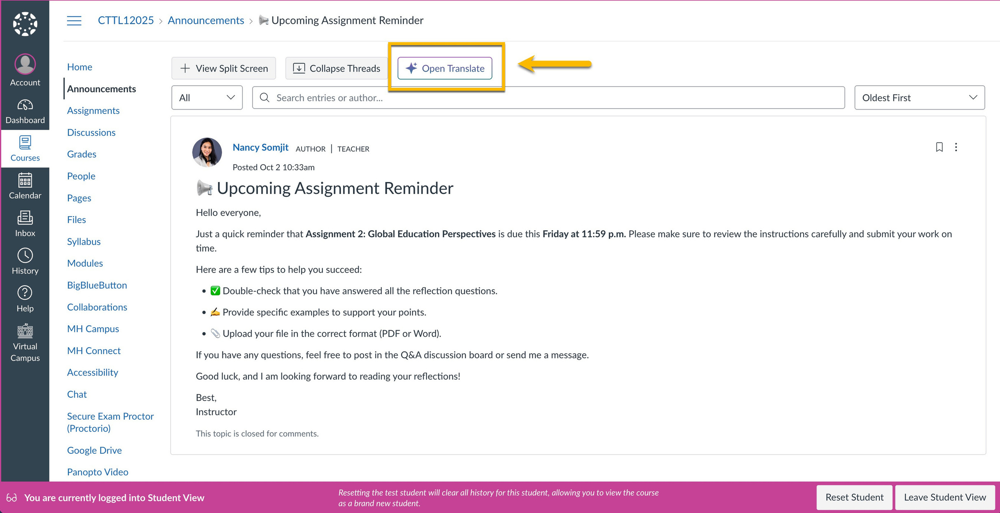 CTTL12025 > Announcements > 📢 Upcoming Assignment Reminder
Account
Dashboard
Courses
Calendar
Inbox
History
Help
Virtual
Campus
Home
Announcements
Assignments
Discussions
Grades
People
Pages
Files
Syllabus
Modules
BigBlueButton
Collaborations
MH Campus
MH Connect
Accessibility
Chat
Secure Exam Proctor
(Proctorio)
Google Drive
Panopto Video
View Split Screen
Collapse Threads
Open Translate
All
Search entries or author...
Oldest First
Nancy Somjit AUTHOR | TEACHER
Posted Oct 2 10:33am
📢 Upcoming Assignment Reminder
Hello everyone,
Just a quick reminder that Assignment 2: Global Education Perspectives is due this Friday at 11:59 p.m. Please make sure to review the instructions carefully and submit your work on
time.
Here are a few tips to help you succeed:
• ✅ Double-check that you have answered all the reflection questions.
• ✍️ Provide specific examples to support your points.
• 📎 Upload your file in the correct format (PDF or Word).
If you have any questions, feel free to post in the Q&A discussion board or send me a message.
Good luck, and I am looking forward to reading your reflections!
Best,
Instructor
This topic is closed for comments.
You are currently logged into Student View
Resetting the test student will clear all history for this student, allowing you to view the course
as a brand new student.
Reset Student
Leave Student View